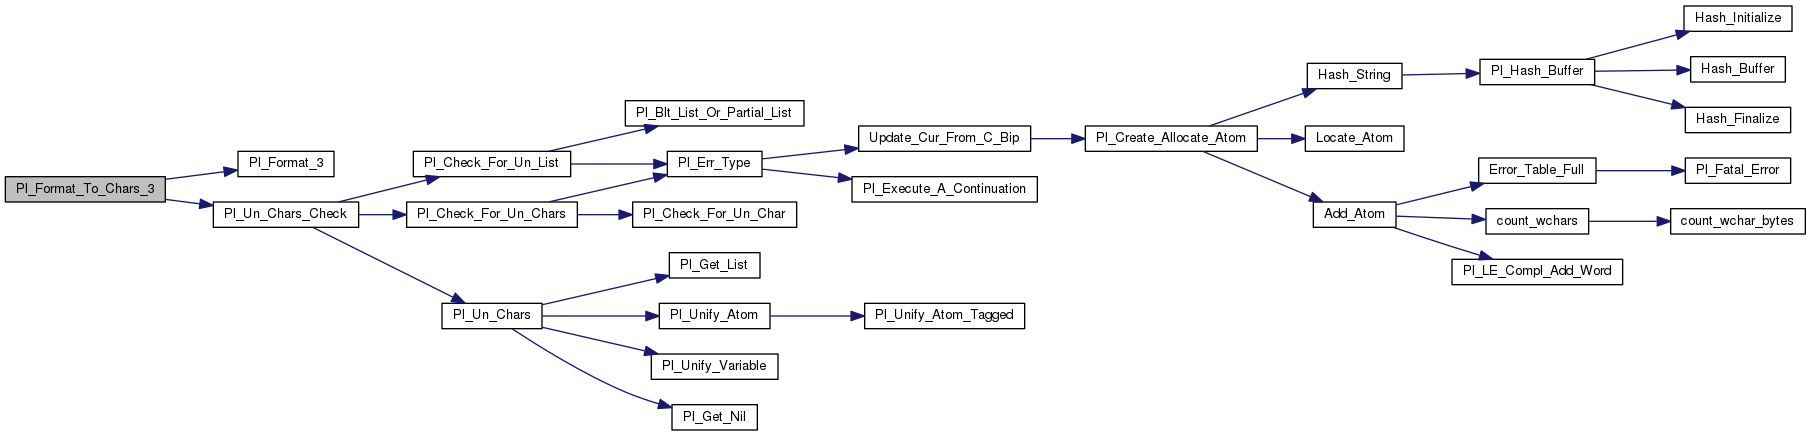 Pl_Format_To_Chars_3
Pl_Format_3
Pl_Un_Chars_Check
Pl_Check_For_Un_List
Pl_Check_For_Un_Chars
Pl_Un_Chars
Pl_Blt_List_Or_Partial_List
Pl_Err_Type
Pl_Check_For_Un_Char
Pl_Get_List
Pl_Unify_Atom
Pl_Unify_Variable
Pl_Get_Nil
Update_Cur_From_C_Bip
Pl_Execute_A_Continuation
Pl_Unify_Atom_Tagged
Pl_Create_Allocate_Atom
Hash_String
Locate_Atom
Add_Atom
Pl_Hash_Buffer
Error_Table_Full
count_wchars
Pl_LE_Compl_Add_Word
Hash_Initialize
Hash_Buffer
Hash_Finalize
Pl_Fatal_Error
count_wchar_bytes